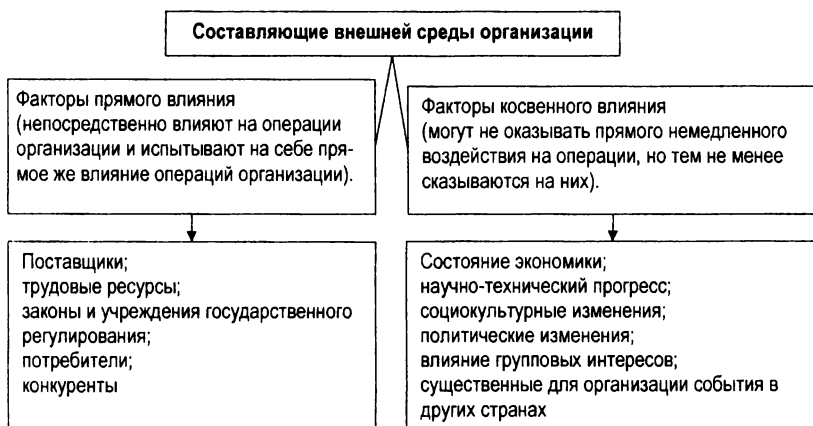 Составляющие внешней среды организации
Факторы прямого влияния
(непосредственно влияют на операции
организации и испытывают на себе пря-
мое же влияние операций организации).
Факторы косвенного влияния
(могут не оказывать прямого немедленного
воздействия на операции, но тем не менее
сказываются на них).
Поставщики;
трудовые ресурсы;
законы и учреждения государственного
регулирования;
потребители;
конкуренты
Состояние экономики;
научно-технический прогресс;
социокультурные изменения;
политические изменения;
влияние групповых интересов;
существенные для организации события в
других странах